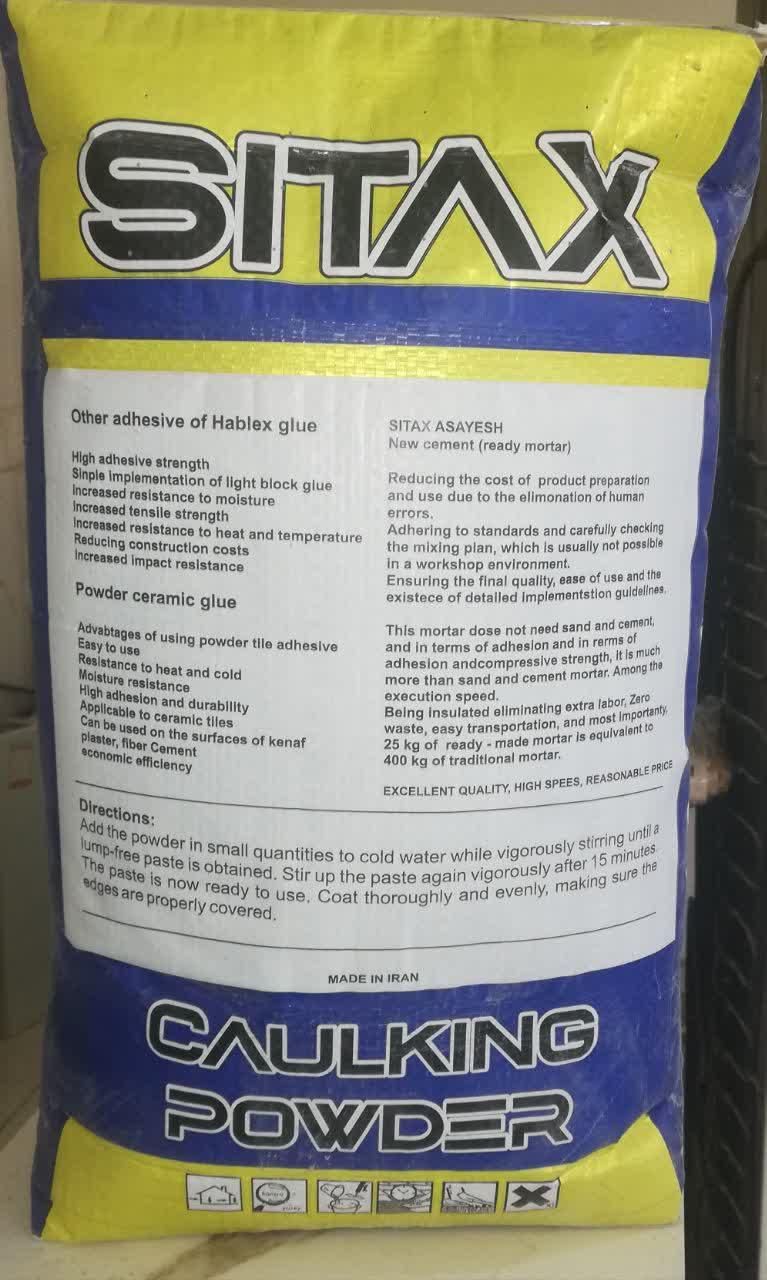 SITAX
Other adhesive of Hablex glue
High adhesive strength
Sinple implementation of light block glue
Increased resistance to moisture
Increased tensile strength
Increased resistance to heat and temperature
Reducing construction costs
Increased impact resistance
Powder ceramic glue
Advabtages of using powder tile adhesive
Easy to use
Resistance to heat and cold
Moisture resistance
High adhesion and durability
Applicable to ceramic tiles
Can be used on the surfaces of kenaf
plaster, fiber Cement
economic efficiency
SITAX ASAYESH
New cement (ready mortar)
Reducing the cost of product preparation
and use due to the elimonation of human
errors.
Adhering to standards and carefully checking
the mixing plan, which is usually not possible
in a workshop environment.
Ensuring the final quality, ease of use and the
existece of detailed implementstion guidelines.
This mortar dose not need sand and cement,
and in terms of adhesion and in rerms of
adhesion andcompressive strength, it is much
more than sand and cement mortar. Among the
execution speed.
Being insulated eliminating extra labor, Zero
waste, easy transportation, and most importanty,
25 kg of ready - made mortar is equivalent to
400 kg of traditional mortar.
EXCELLENT QUALITY, HIGH SPEES, REASONABLE PRICE
Directions:
Add the powder in small quantities to cold water while vigorously stirring until a
lump-free paste is obtained. Stir up the paste again vigorously after 15 minutes.
The paste is now ready to use. Coat thoroughly and evenly, making sure the
edges are properly covered.
MADE IN IRAN
CAULKING
POWDER